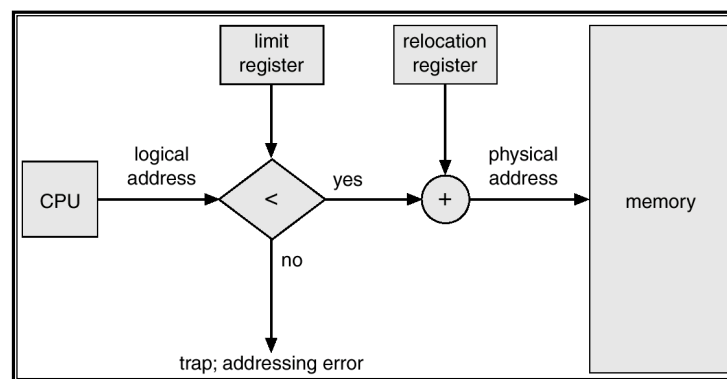 limit
register
relocation
register
logical
address
physical
address
CPU
<
yes
+
memory
no
trap; addressing error